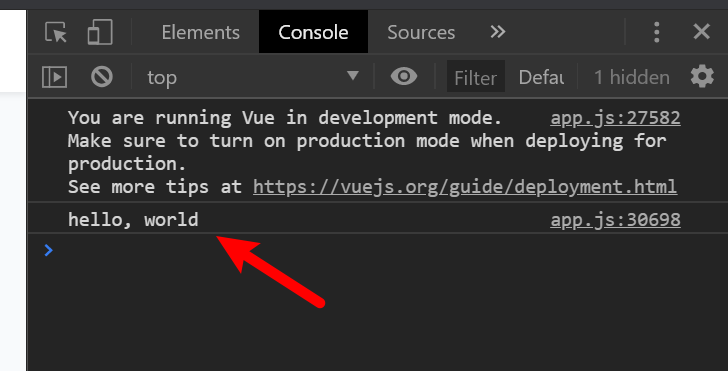 Elements Console Sources »
top Filter Defau 1 hidden
You are running Vue in development mode. app.js:27582
Make sure to turn on production mode when deploying for
production.
See more tips at https://vuejs.org/guide/deployment.html
hello, world app.js:30698